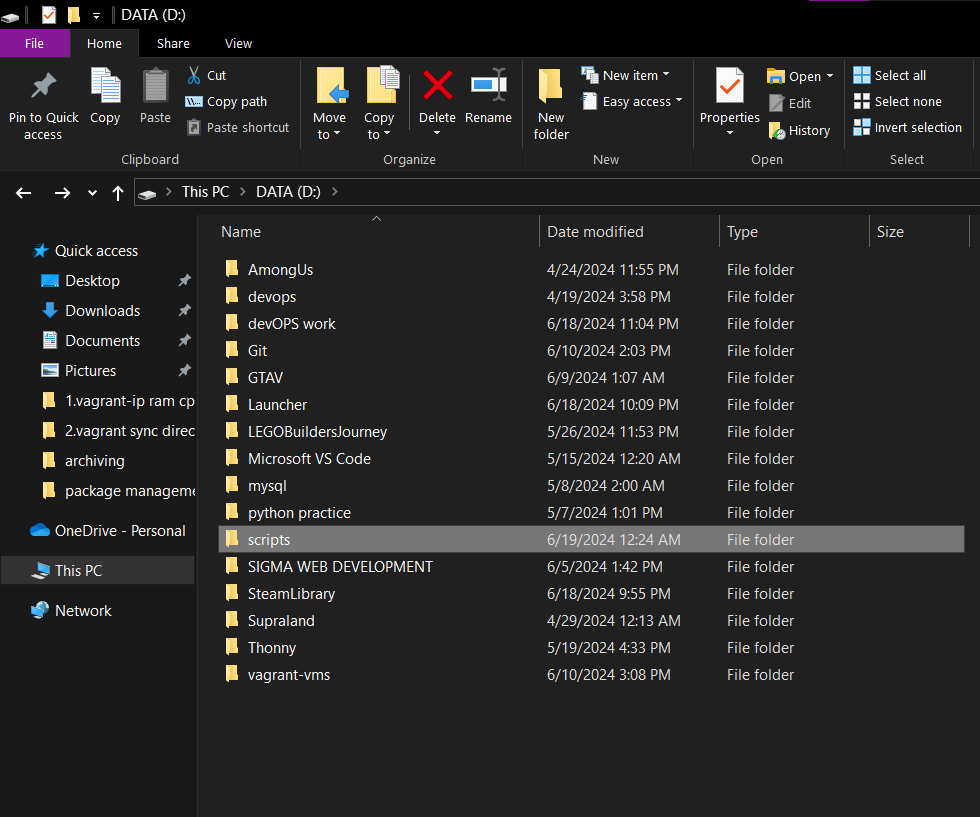 DATA (D:)
File Home Share View
Pin to Quick access
Copy
Paste
Cut
Copy path
Paste shortcut
Clipboard
Move to
Copy to
Delete
Rename
Organize
New folder
New item
Easy access
New
Properties
Open
Edit
History
Open
Select all
Select none
Invert selection
Select
This PC DATA (D:)
Quick access
Desktop
Downloads
Documents
Pictures
1.vagrant-ip ram cp
2.vagrant sync direc
archiving
package manageme
OneDrive - Personal
This PC
Network
Name Date modified Type Size
AmongUs 4/24/2024 11:55 PM File folder
devops 4/19/2024 3:58 PM File folder
devOPS work 6/18/2024 11:04 PM File folder
Git 6/10/2024 2:03 PM File folder
GTAV 6/9/2024 1:07 AM File folder
Launcher 6/18/2024 10:09 PM File folder
LEGOBuildersJourney 5/26/2024 11:53 PM File folder
Microsoft VS Code 5/15/2024 12:20 AM File folder
mysql 5/8/2024 2:00 AM File folder
python practice 5/7/2024 1:01 PM File folder
scripts 6/19/2024 12:24 AM File folder
SIGMA WEB DEVELOPMENT 6/5/2024 1:42 PM File folder
SteamLibrary 6/18/2024 9:55 PM File folder
Supraland 4/29/2024 12:13 AM File folder
Thonny 5/19/2024 4:33 PM File folder
vagrant-vms 6/10/2024 3:08 PM File folder